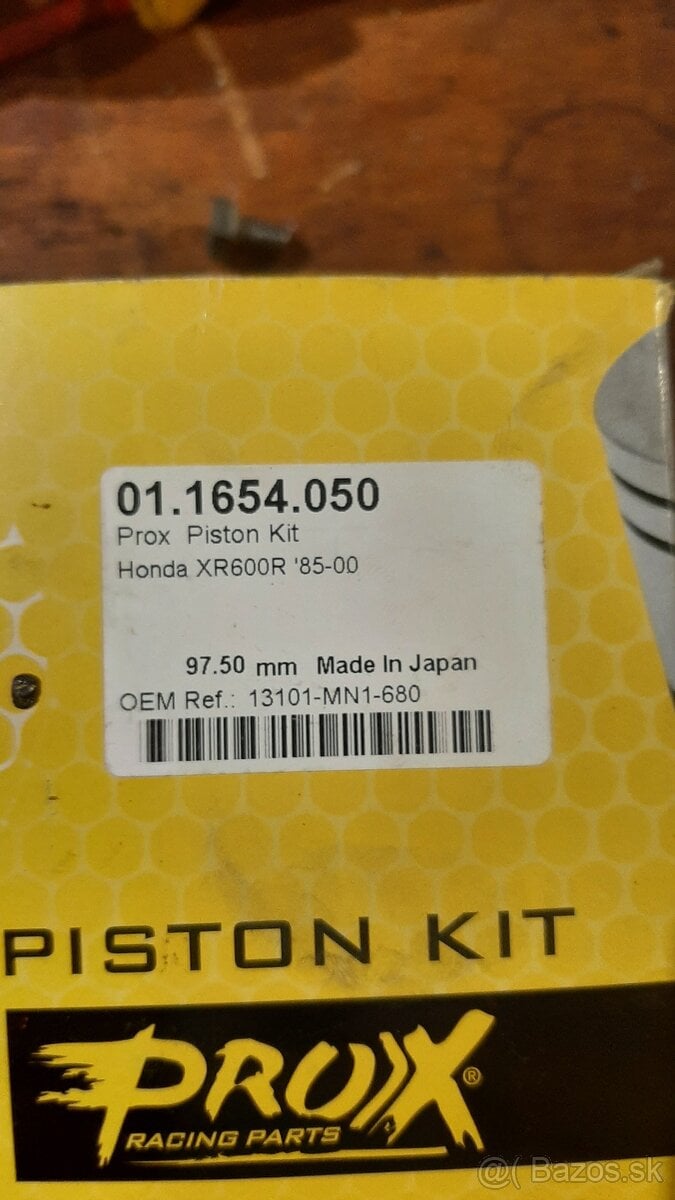 01.1654.050
Prox Piston Kit
Honda XR600R '85-00
97.50 mm Made In Japan
OEM Ref.: 13101-MN1-680
PISTON KIT
PROX®
RACING PARTS
@( Bazos.sk